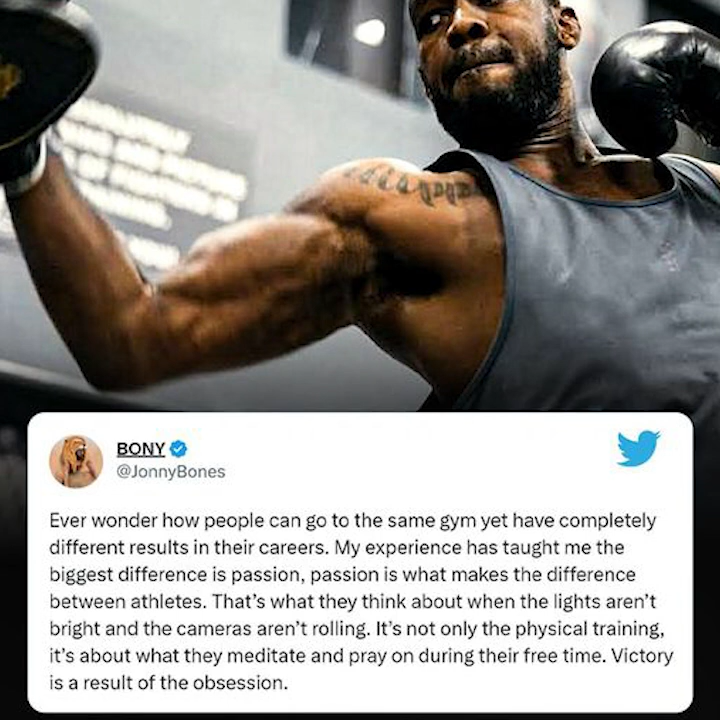 BONY
@JonnyBones
Ever wonder how people can go to the same gym yet have completely
different results in their careers. My experience has taught me the
biggest difference is passion, passion is what makes the difference
between athletes. That's what they think about when the lights aren't
bright and the cameras aren't rolling. It's not only the physical training,
it's about what they meditate and pray on during their free time. Victory
is a result of the obsession.